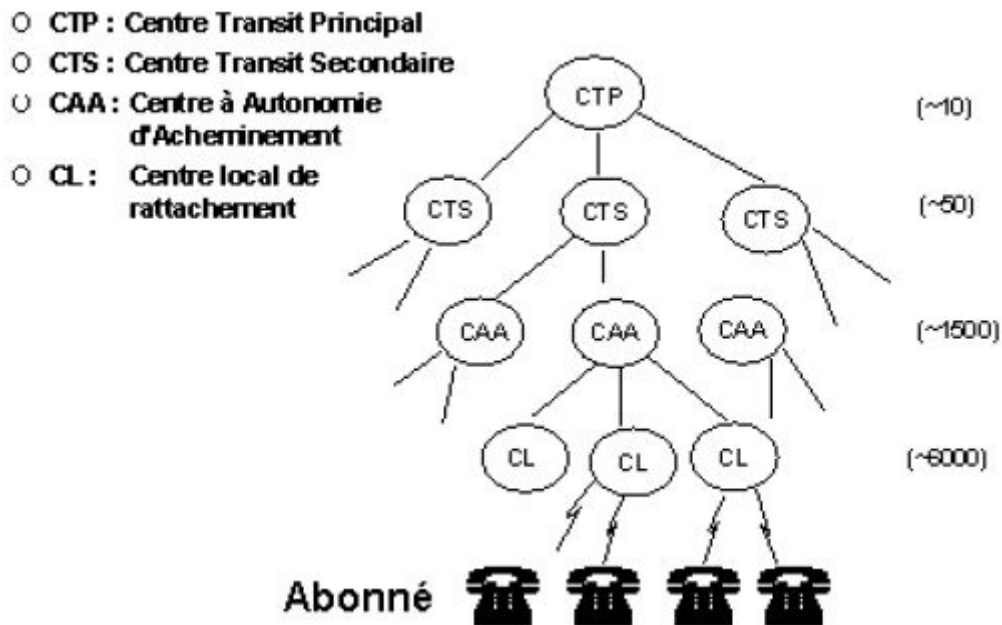 CTP : Centre Transit Principal
CTS : Centre Transit Secondaire
CAA : Centre à Autonomie
d'Acheminement
CL : Centre local de
rattachement
CTP
(~10)
CTS
CTS
CTS
(~50)
CAA
CAA
CAA
(~1500)
CL
CL
CL
(~6000)
Abonné